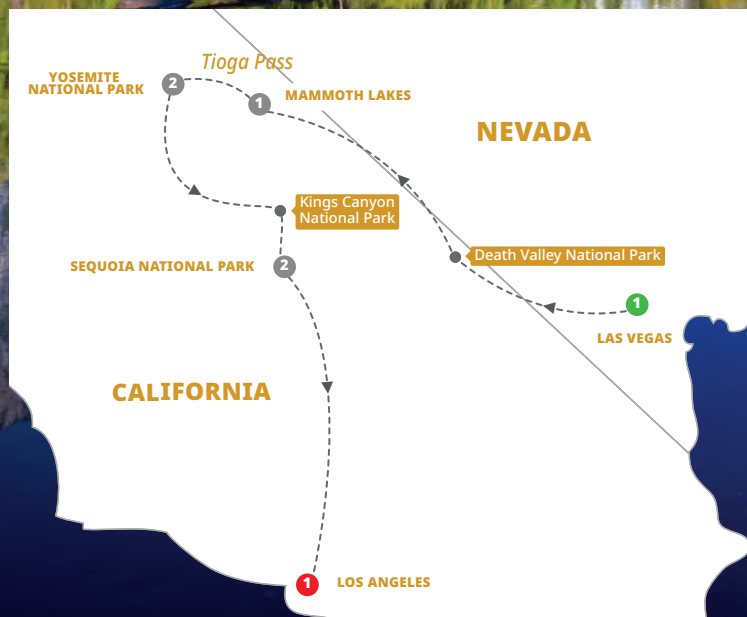 Tioga Pass
YOSEMITE
NATIONAL PARK
2
1
MAMMOTH LAKES
NEVADA
Kings Canyon
National Park
Death Valley National Park
SEQUOIA NATIONAL PARK
2
1
LAS VEGAS
CALIFORNIA
1
LOS ANGELES